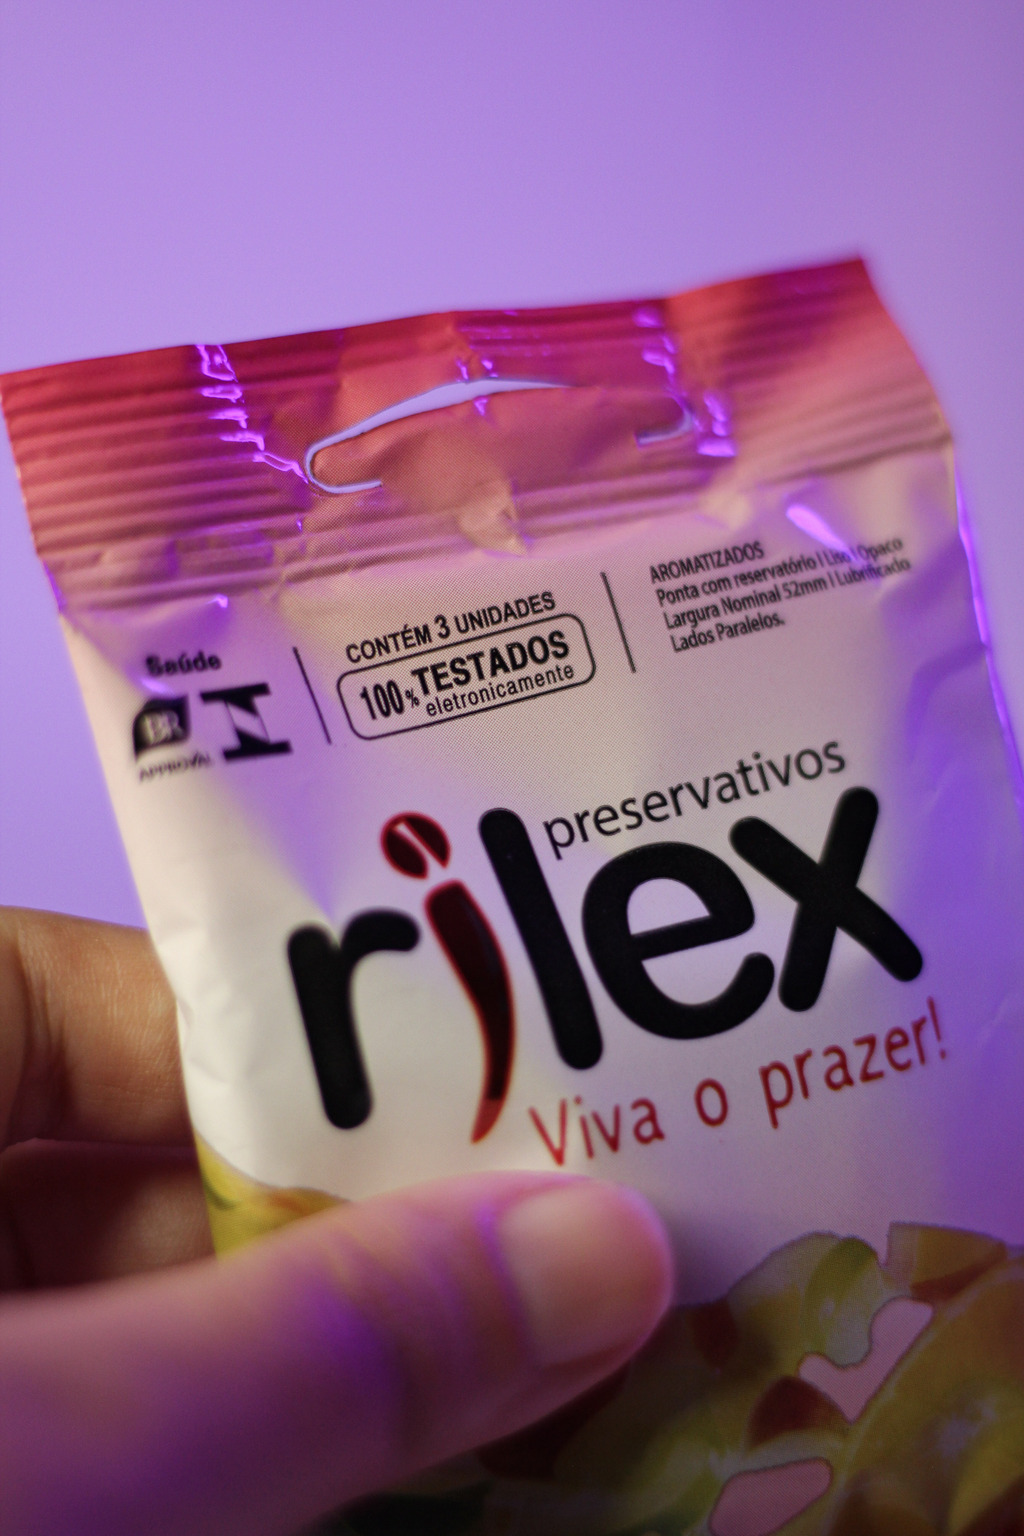 Saúde
BR
APPROVAL
CONTÉM 3 UNIDADES
100% TESTADOS
eletronicamente
AROMATIZADOS
Ponta com reservatório | Liso | Opaco
Largura Nominal 52mm | Lubrificado
Lados Paralelos.
preservativos
rilex
Viva o prazer!